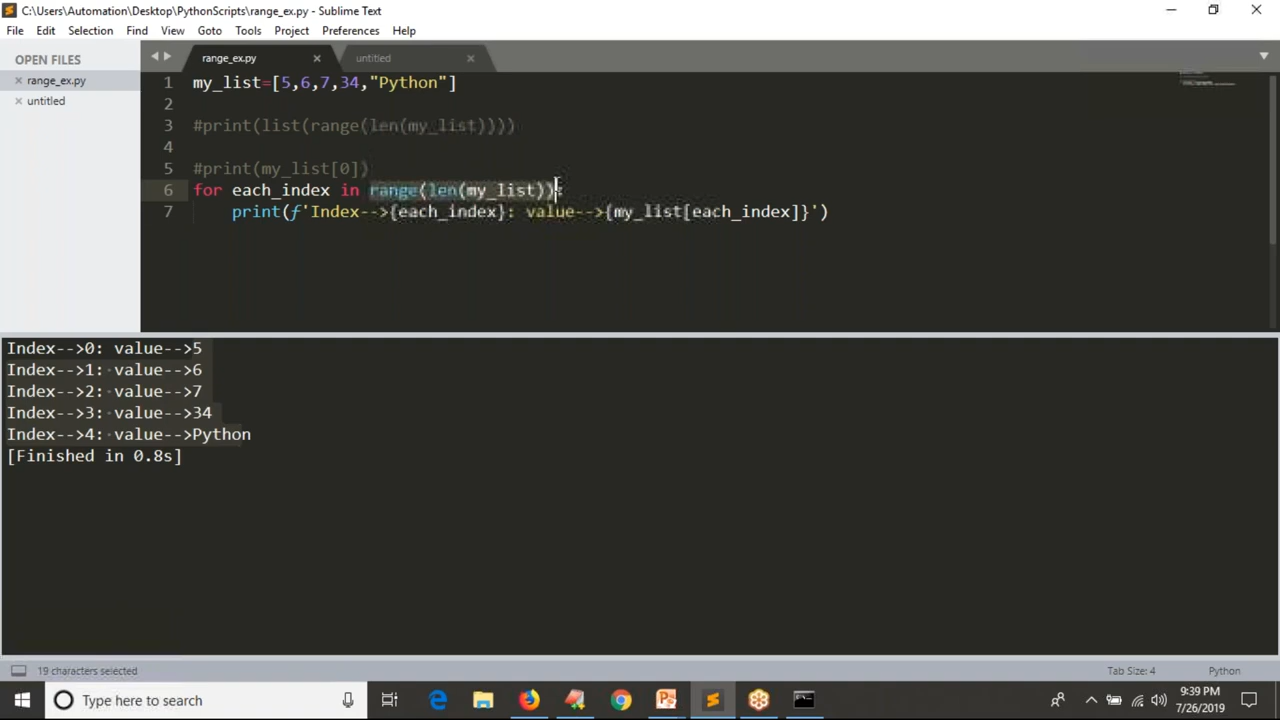 C:\Users\Automation\Desktop\PythonScripts\range_ex.py - Sublime Text
File Edit Selection Find View Goto Tools Project Preferences Help
OPEN FILES
range_ex.py
untitled
range_ex.py untitled
1 my_list=[5,6,7,34,"Python"]
2
3 #print(list(range(len(my_list))))
4
5 #print(my_list[0])
6 for each_index in range(len(my_list)):
7 print(f'Index-->{each_index}: value-->{my_list[each_index]}')
Index-->0: value-->5
Index-->1: value-->6
Index-->2: value-->7
Index-->3: value-->34
Index-->4: value-->Python
[Finished in 0.8s]
19 characters selected Tab Size: 4 Python
Type here to search
9:39 PM
7/26/2019